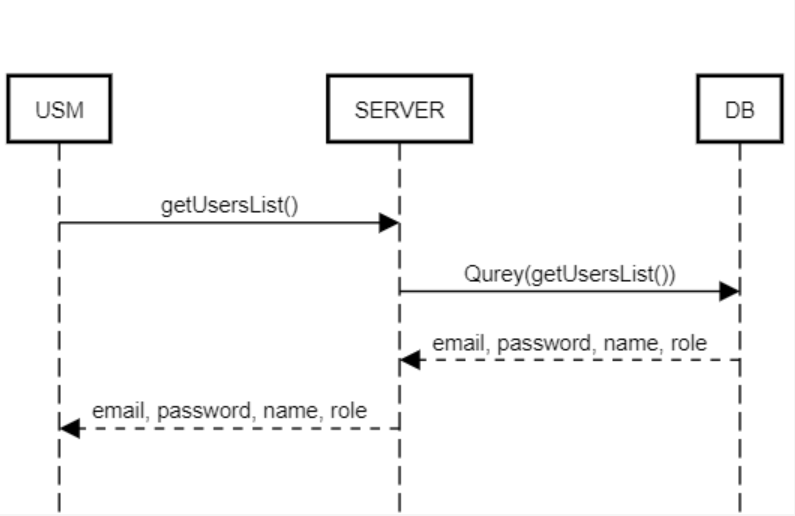 USM
SERVER
DB
getUsersList()
Qurey(getUsersList())
email, password, name, role
email, password, name, role